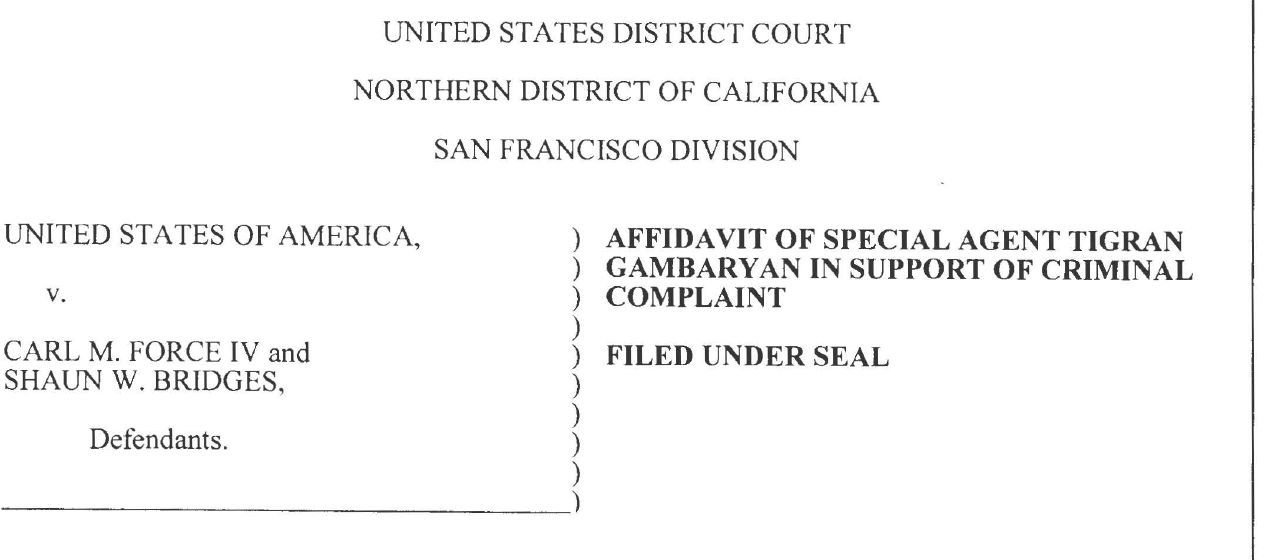 UNITED STATES DISTRICT COURT
NORTHERN DISTRICT OF CALIFORNIA
SAN FRANCISCO DIVISION
UNITED STATES OF AMERICA,
v.
CARL M. FORCE IV and
SHAUN W. BRIDGES,
Defendants.
)
)
)
)
)
)
)
)
)
)
AFFIDAVIT OF SPECIAL AGENT TIGRAN
GAMBARYAN IN SUPPORT OF CRIMINAL
COMPLAINT
FILED UNDER SEAL